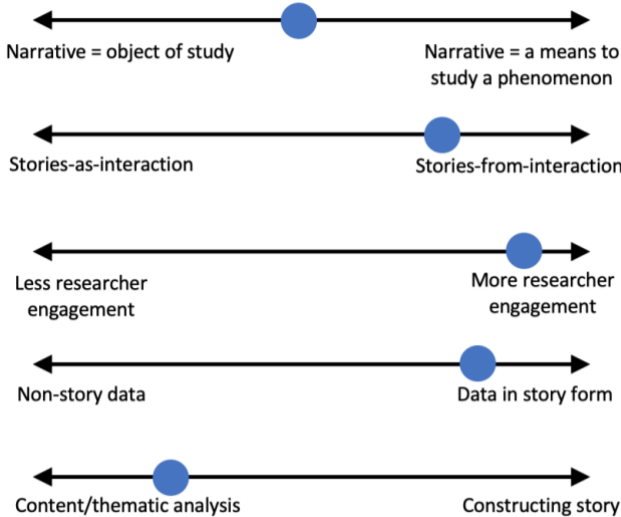 Narrative = object of study
Narrative = a means to
study a phenomenon
Stories-as-interaction
Stories-from-interaction
Less researcher
engagement
More researcher
engagement
Non-story data
Data in story form
Content/thematic analysis
Constructing story